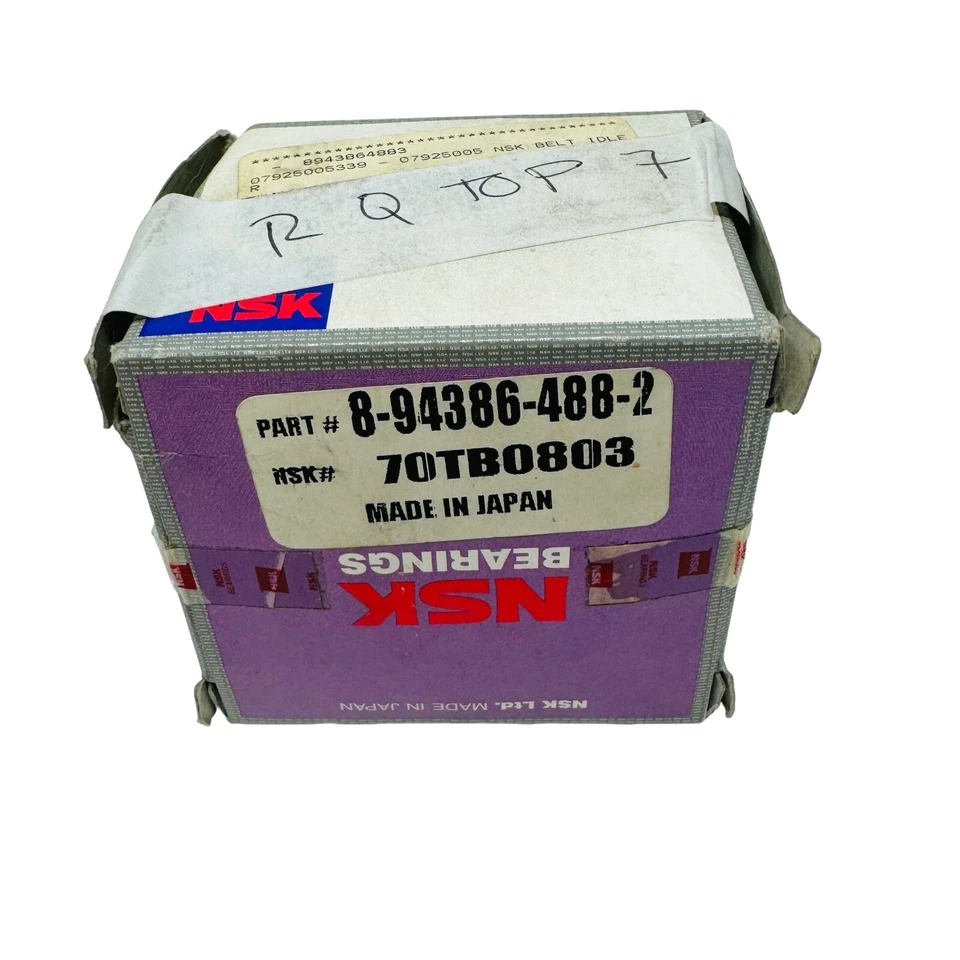 *************************************
- 8943864883
07925005339 - 07925005 NSK BELT IDLE
R
R Q TOP 7
NSK
PART # 8-94386-488-2
NSK# 70TB0803
MADE IN JAPAN
NSK
BEARINGS
NSK Ltd. MADE IN JAPAN